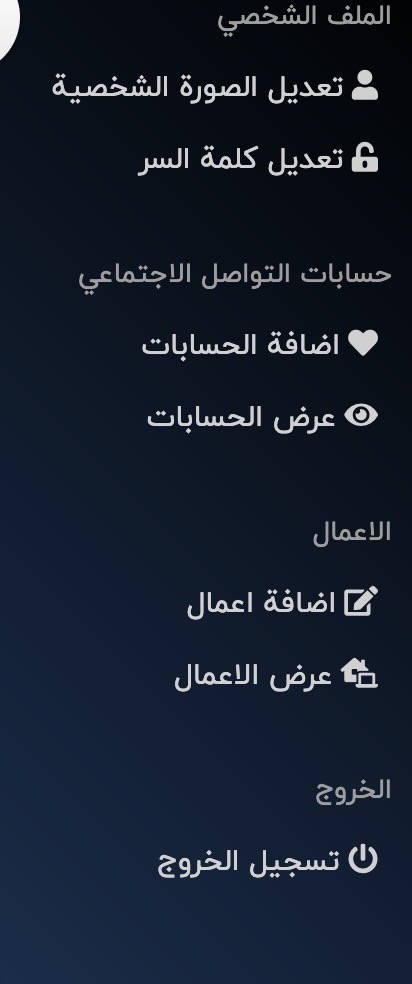 الملف الشخصي
تعديل الصورة الشخصية
تعديل كلمة السر
حسابات التواصل الاجتماعي
اضافة الحسابات
عرض الحسابات
الاعمال
اضافة اعمال
عرض الاعمال
الخروج
تسجيل الخروج